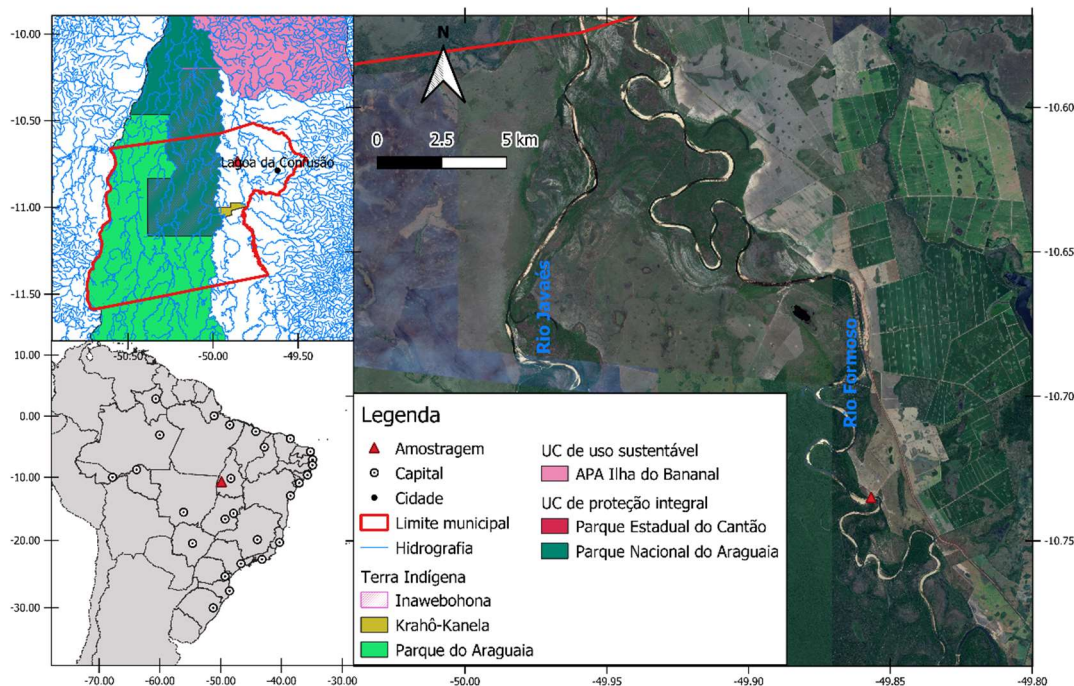 -10.00
-10.50
-11.00
-11.50
Lagoa da Confusão
-50.50
-50.00
-49.50
10.00
0.00
-10.00
-20.00
-30.00
-70.00
-60.00
-50.00
-40.00
-30.00
N
0
2.5
5 km
Rio Javaés
Rio Formoso
-10.60
-10.65
-10.70
-10.75
-50.00
-49.95
-49.90
-49.85
-49.80
Legenda
Amostragem
Capital
Cidade
Limite municipal
Hidrografia
Terra Indígena
Inawebohona
Krahô-Kanela
Parque do Araguaia
UC de uso sustentável
APA Ilha do Bananal
UC de proteção integral
Parque Estadual do Cantão
Parque Nacional do Araguaia